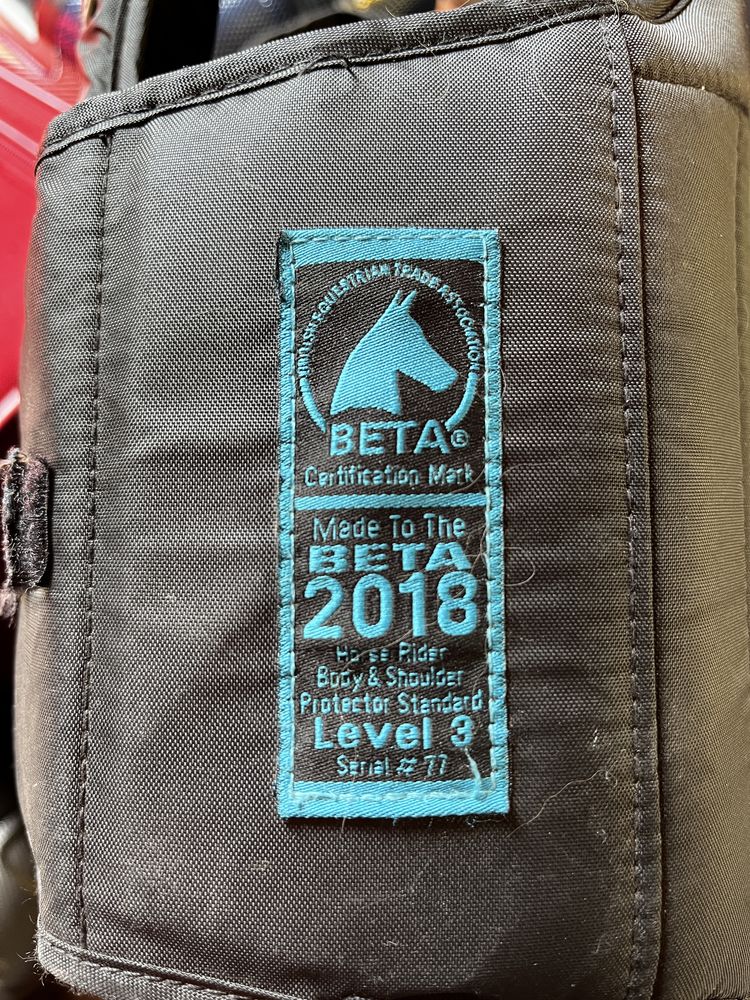 BRITISH EQUESTRIAN TRADE ASSOCIATION
BETA®
Certification Mark
Made To The
BETA
2018
Horse Rider
Body & Shoulder
Protector Standard
Level 3
Serial # 77